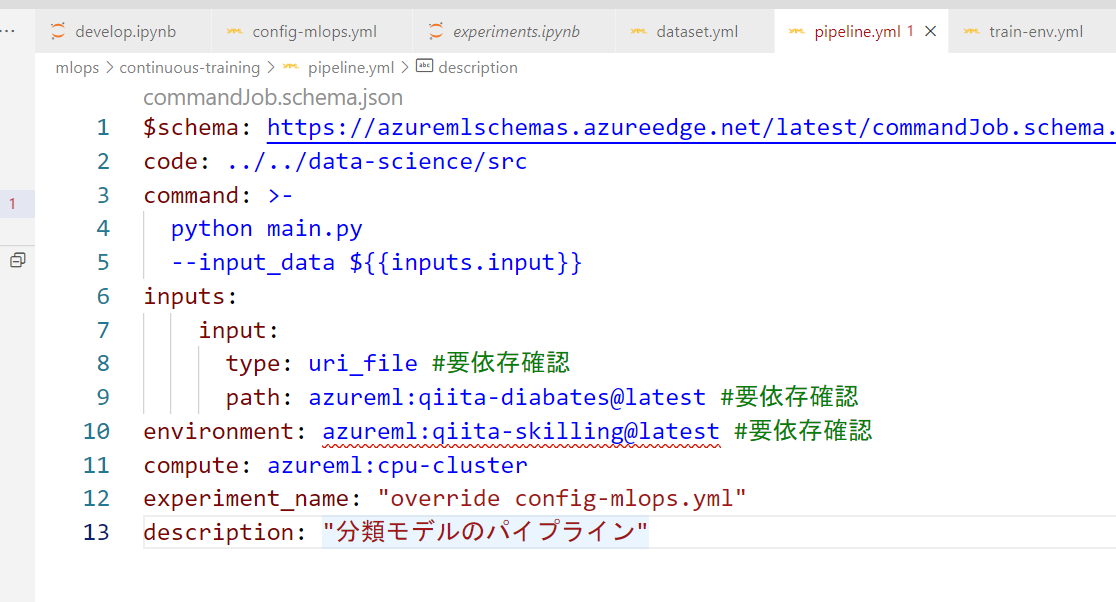 develop.ipynb config-mlops.yml experiments.ipynb dataset.yml pipeline.yml 1 train-env.yml
mlops > continuous-training > pipeline.yml > abc description
commandJob.schema.json
1 $schema: https://azuremlschemas.azureedge.net/latest/commandJob.schema.
2 code: ../../data-science/src
3 command: >-
4 python main.py
5 --input_data ${{inputs.input}}
6 inputs:
7 input:
8 type: uri_file #要依存確認
9 path: azureml:qiita-diabates@latest #要依存確認
10 environment: azureml:qiita-skilling@latest #要依存確認
11 compute: azureml:cpu-cluster
12 experiment_name: "override config-mlops.yml"
13 description: "分類モデルのパイプライン"
1